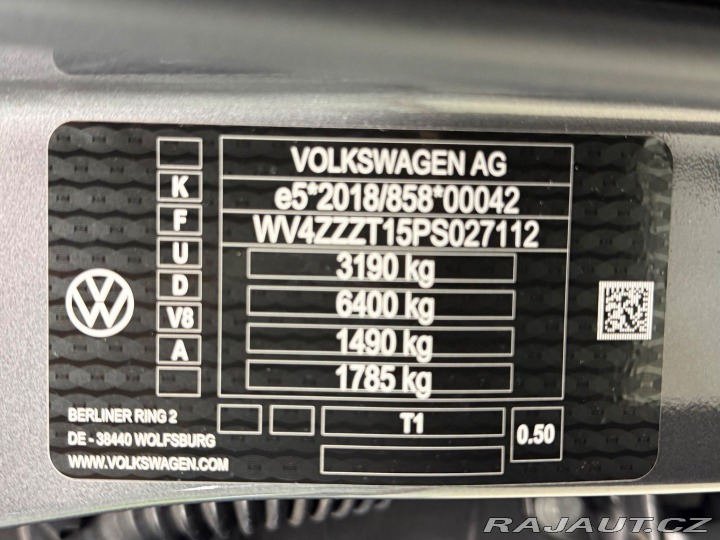 VOLKSWAGEN AG
K
e5*2018/858*00042
F
WV4ZZZT15PS027112
U
3190 kg
D
6400 kg
V8
1490 kg
A
1785 kg
BERLINER RING 2
T1
DE - 38440 WOLFSBURG
0.50
WWW.VOLKSWAGEN.COM
RAJAUT.CZ